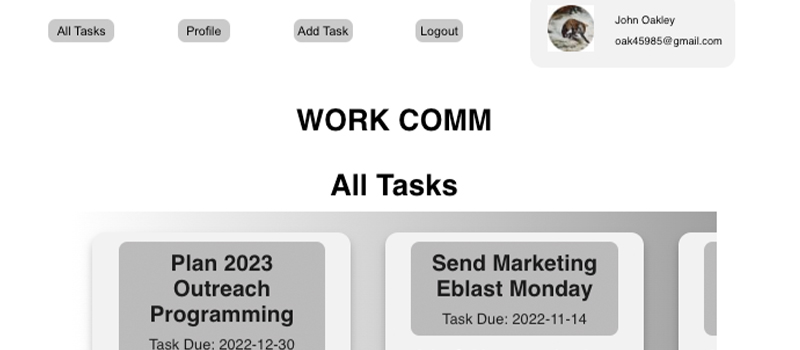 All Tasks
Profile
Add Task
Logout
John Oakley
oak45985@gmail.com
WORK COMM
All Tasks
Plan 2023
Outreach
Programming
Task Due: 2022-12-30
Send Marketing
Eblast Monday
Task Due: 2022-11-14